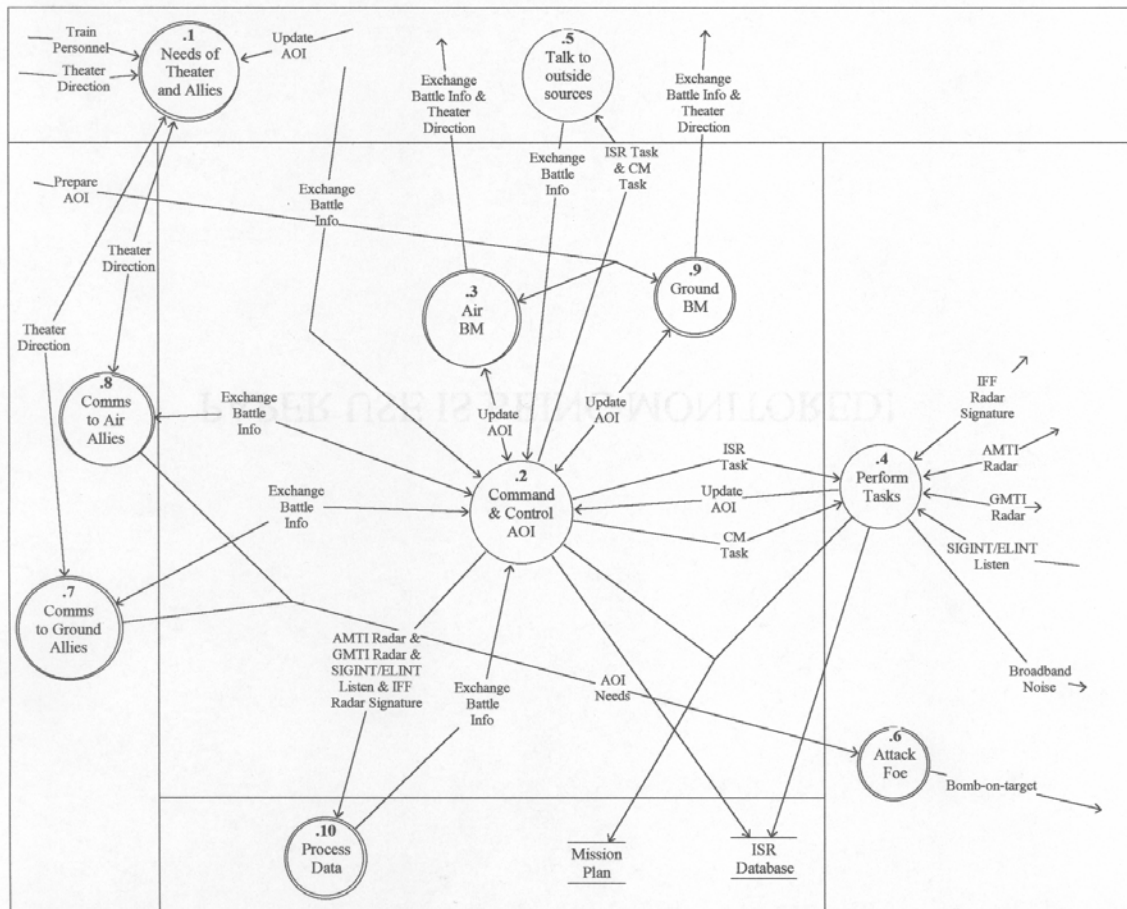 Train
Personnel
Theater
Direction
.1
Needs of
Theater
and Allies
Update
AOI
Exchange
Battle Info &
Theater
Direction
.5
Talk to
outside
sources
Exchange
Battle Info &
Theater
Direction
Prepare
AOI
Exchange
Battle
Info
Exchange
Battle
Info
ISR Task
& CM
Task
Theater
Direction
Theater
Direction
.3
Air
BM
.9
Ground
BM
.8
Comms
to Air
Allies
Exchange
Battle
Info
Update
AOI
Update
AOI
PAPER USE IS BEING MONITORED!
IFF
Radar
Signature
AMTI
Radar
GMTI
Radar
SIGINT/ELINT
Listen
ISR
Task
Update
AOI
CM
Task
.4
Perform
Tasks
.2
Command
& Control
AOI
Exchange
Battle
Info
.7
Comms
to Ground
Allies
AMTI Radar &
GMTI Radar &
SIGINT/ELINT
Listen & IFF
Radar Signature
Exchange
Battle
Info
AOI
Needs
Broadband
Noise
.6
Attack
Foe
Bomb-on-target
.10
Process
Data
Mission
Plan
ISR
Database